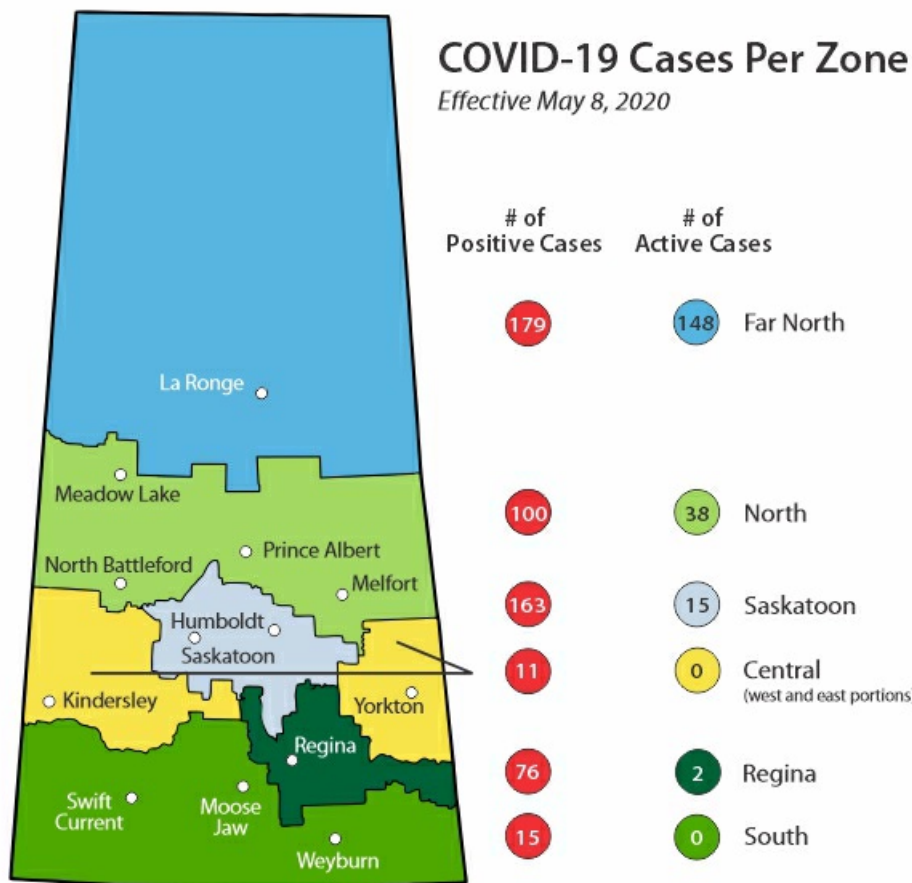 COVID-19 Cases Per Zone
Effective May 8, 2020
# of
Positive Cases
# of
Active Cases
179
148
Far North
La Ronge
Meadow Lake
100
38
North
Prince Albert
North Battleford
Melfort
163
15
Saskatoon
Humboldt
Saskatoon
11
0
Central
(west and east portions)
Kindersley
Yorkton
Regina
76
2
Regina
Swift
Current
Moose
Jaw
15
0
South
Weyburn